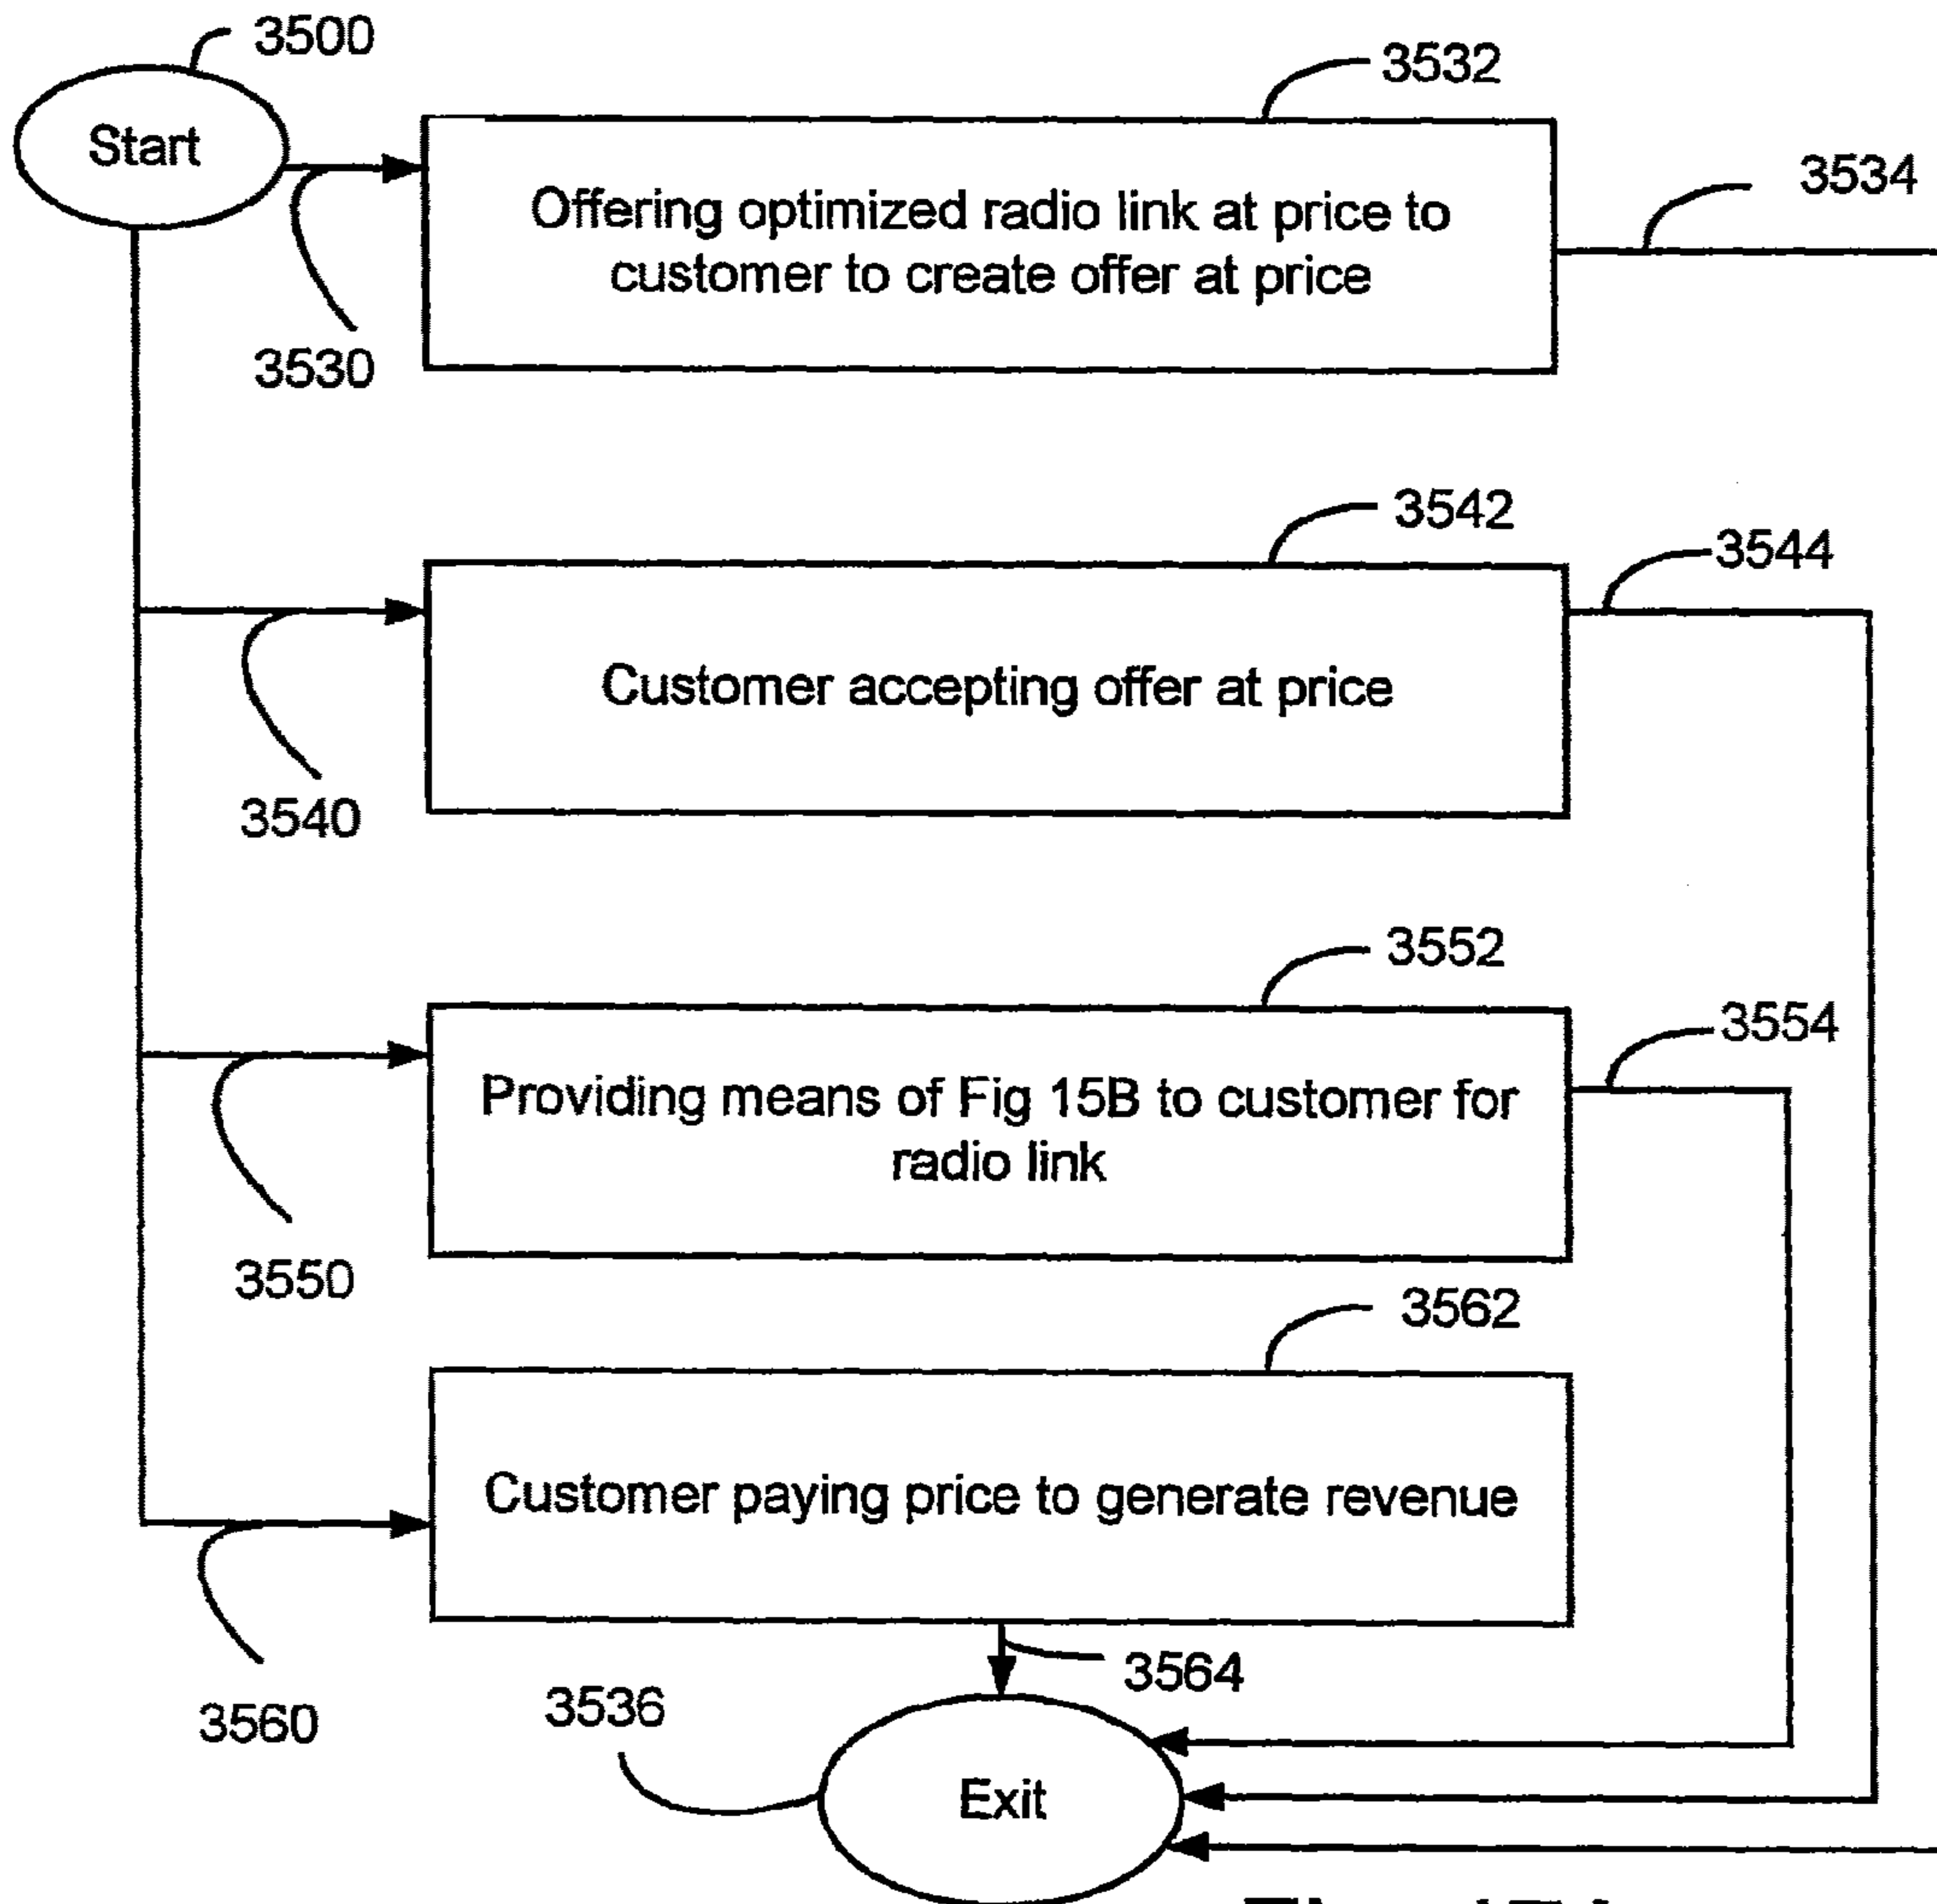 3500
Start
3532
3534
Offering optimized radio link at price to
customer to create offer at price
3530
3542
3544
Customer accepting offer at price
3540
3552
3554
Providing means of Fig 15B to customer for
radio link
3550
3562
Customer paying price to generate revenue
3564
3560
3536
Exit